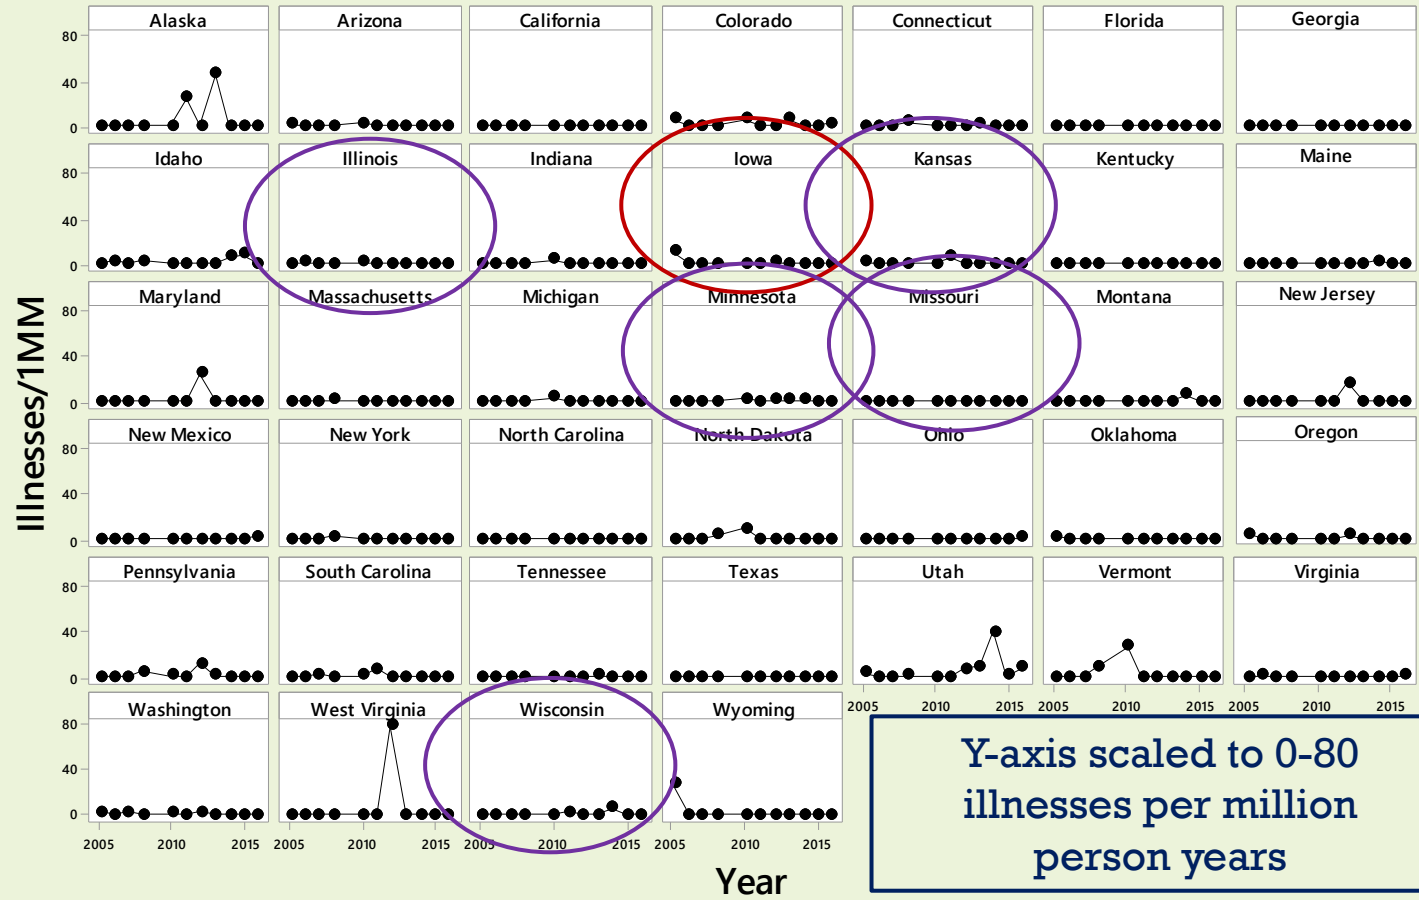 Alaska Arizona California Colorado Connecticut Florida Georgia
80
40
0
Idaho Illinois Indiana Iowa Kansas Kentucky Maine
80
40
0
Maryland Massachusetts Michigan Minnesota Missouri Montana New Jersey
80
40
0
New Mexico New York North Carolina North Dakota Ohio Oklahoma Oregon
80
40
0
Pennsylvania South Carolina Tennessee Texas Utah Vermont Virginia
80
40
0
2005 2010 2015 2005 2010 2015 2005 2010 2015
Washington West Virginia Wisconsin Wyoming
80
40
0
2005 2010 2015 2005 2010 2015 2005 2010 2015 2005 2010 2015
Illnesses/1MM
Year
Y-axis scaled to 0-80
illnesses per million
person years